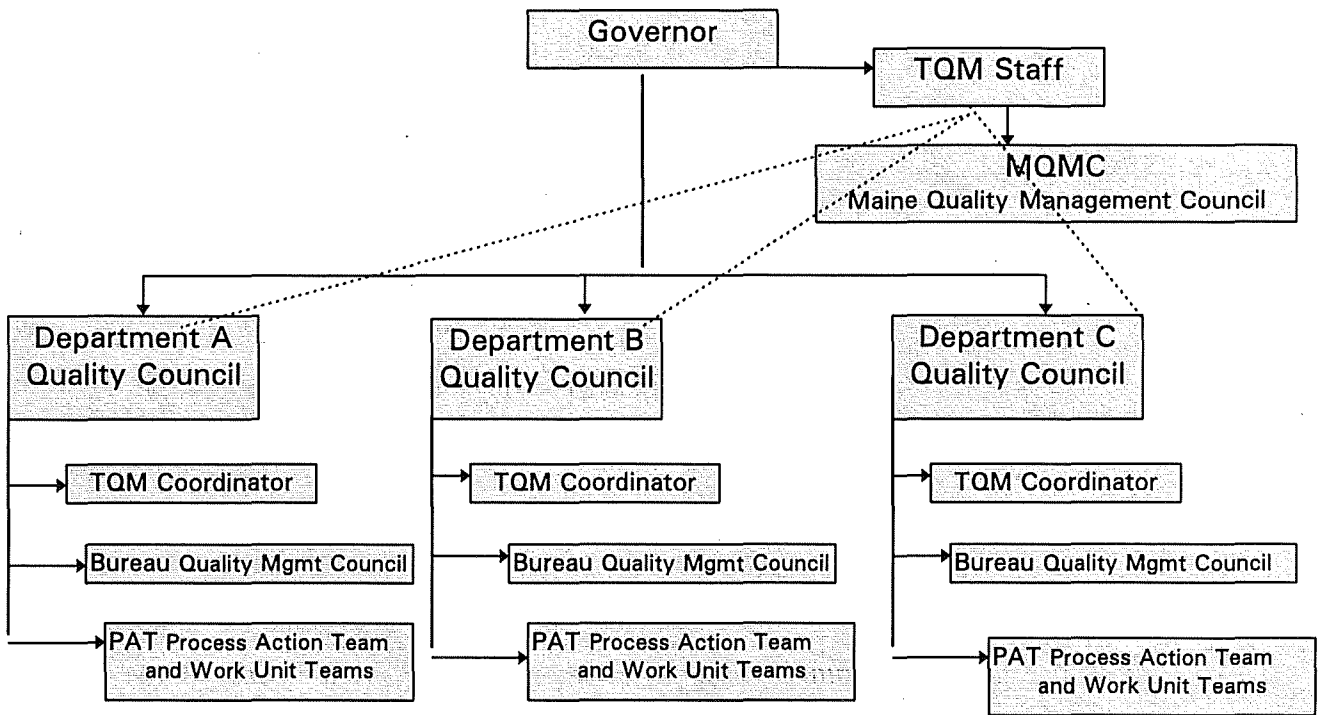 Governor
TQM Staff
MQMC
Maine Quality Management Council
Department A
Quality Council
Department B
Quality Council
Department C
Quality Council
TQM Coordinator
TQM Coordinator
TQM Coordinator
Bureau Quality Mgmt Council
Bureau Quality Mgmt Council
Bureau Quality Mgmt Council
PAT Process Action Team
and Work Unit Teams
PAT Process Action Team
and Work Unit Teams
PAT Process Action Team
and Work Unit Teams